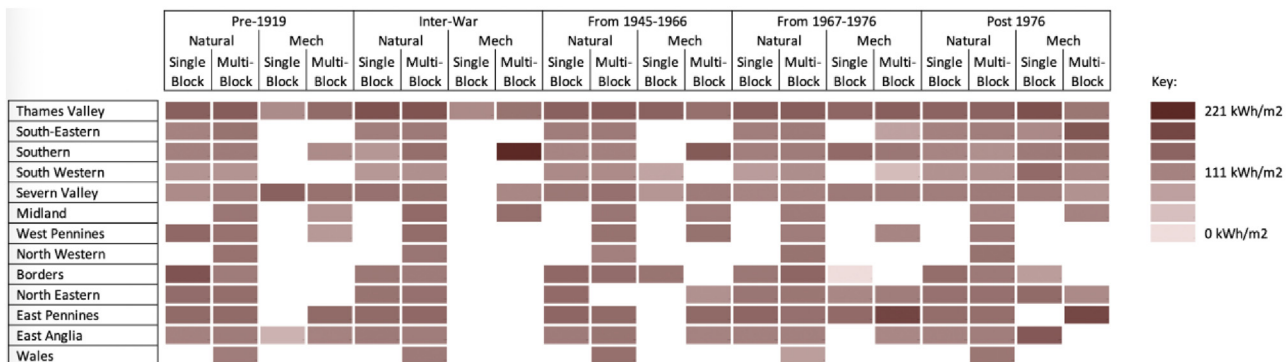 Pre-1919 Inter-War From 1945-1966 From 1967-1976 Post 1976
Natural Mech Natural Mech Natural Mech Natural Mech Natural Mech
Single Multi- Single Multi- Single Multi- Single Multi- Single Multi- Single Multi- Single Multi- Single Multi- Single Multi- Single Multi-
Block Block Block Block Block Block Block Block Block Block Block Block Block Block Block Block Block Block Block Block
Key:
Thames Valley
221 kWh/m2
South-Eastern
Southern
South Western
111 kWh/m2
Severn Valley
Midland
West Pennines
0 kWh/m2
North Western
Borders
North Eastern
East Pennines
East Anglia
Wales